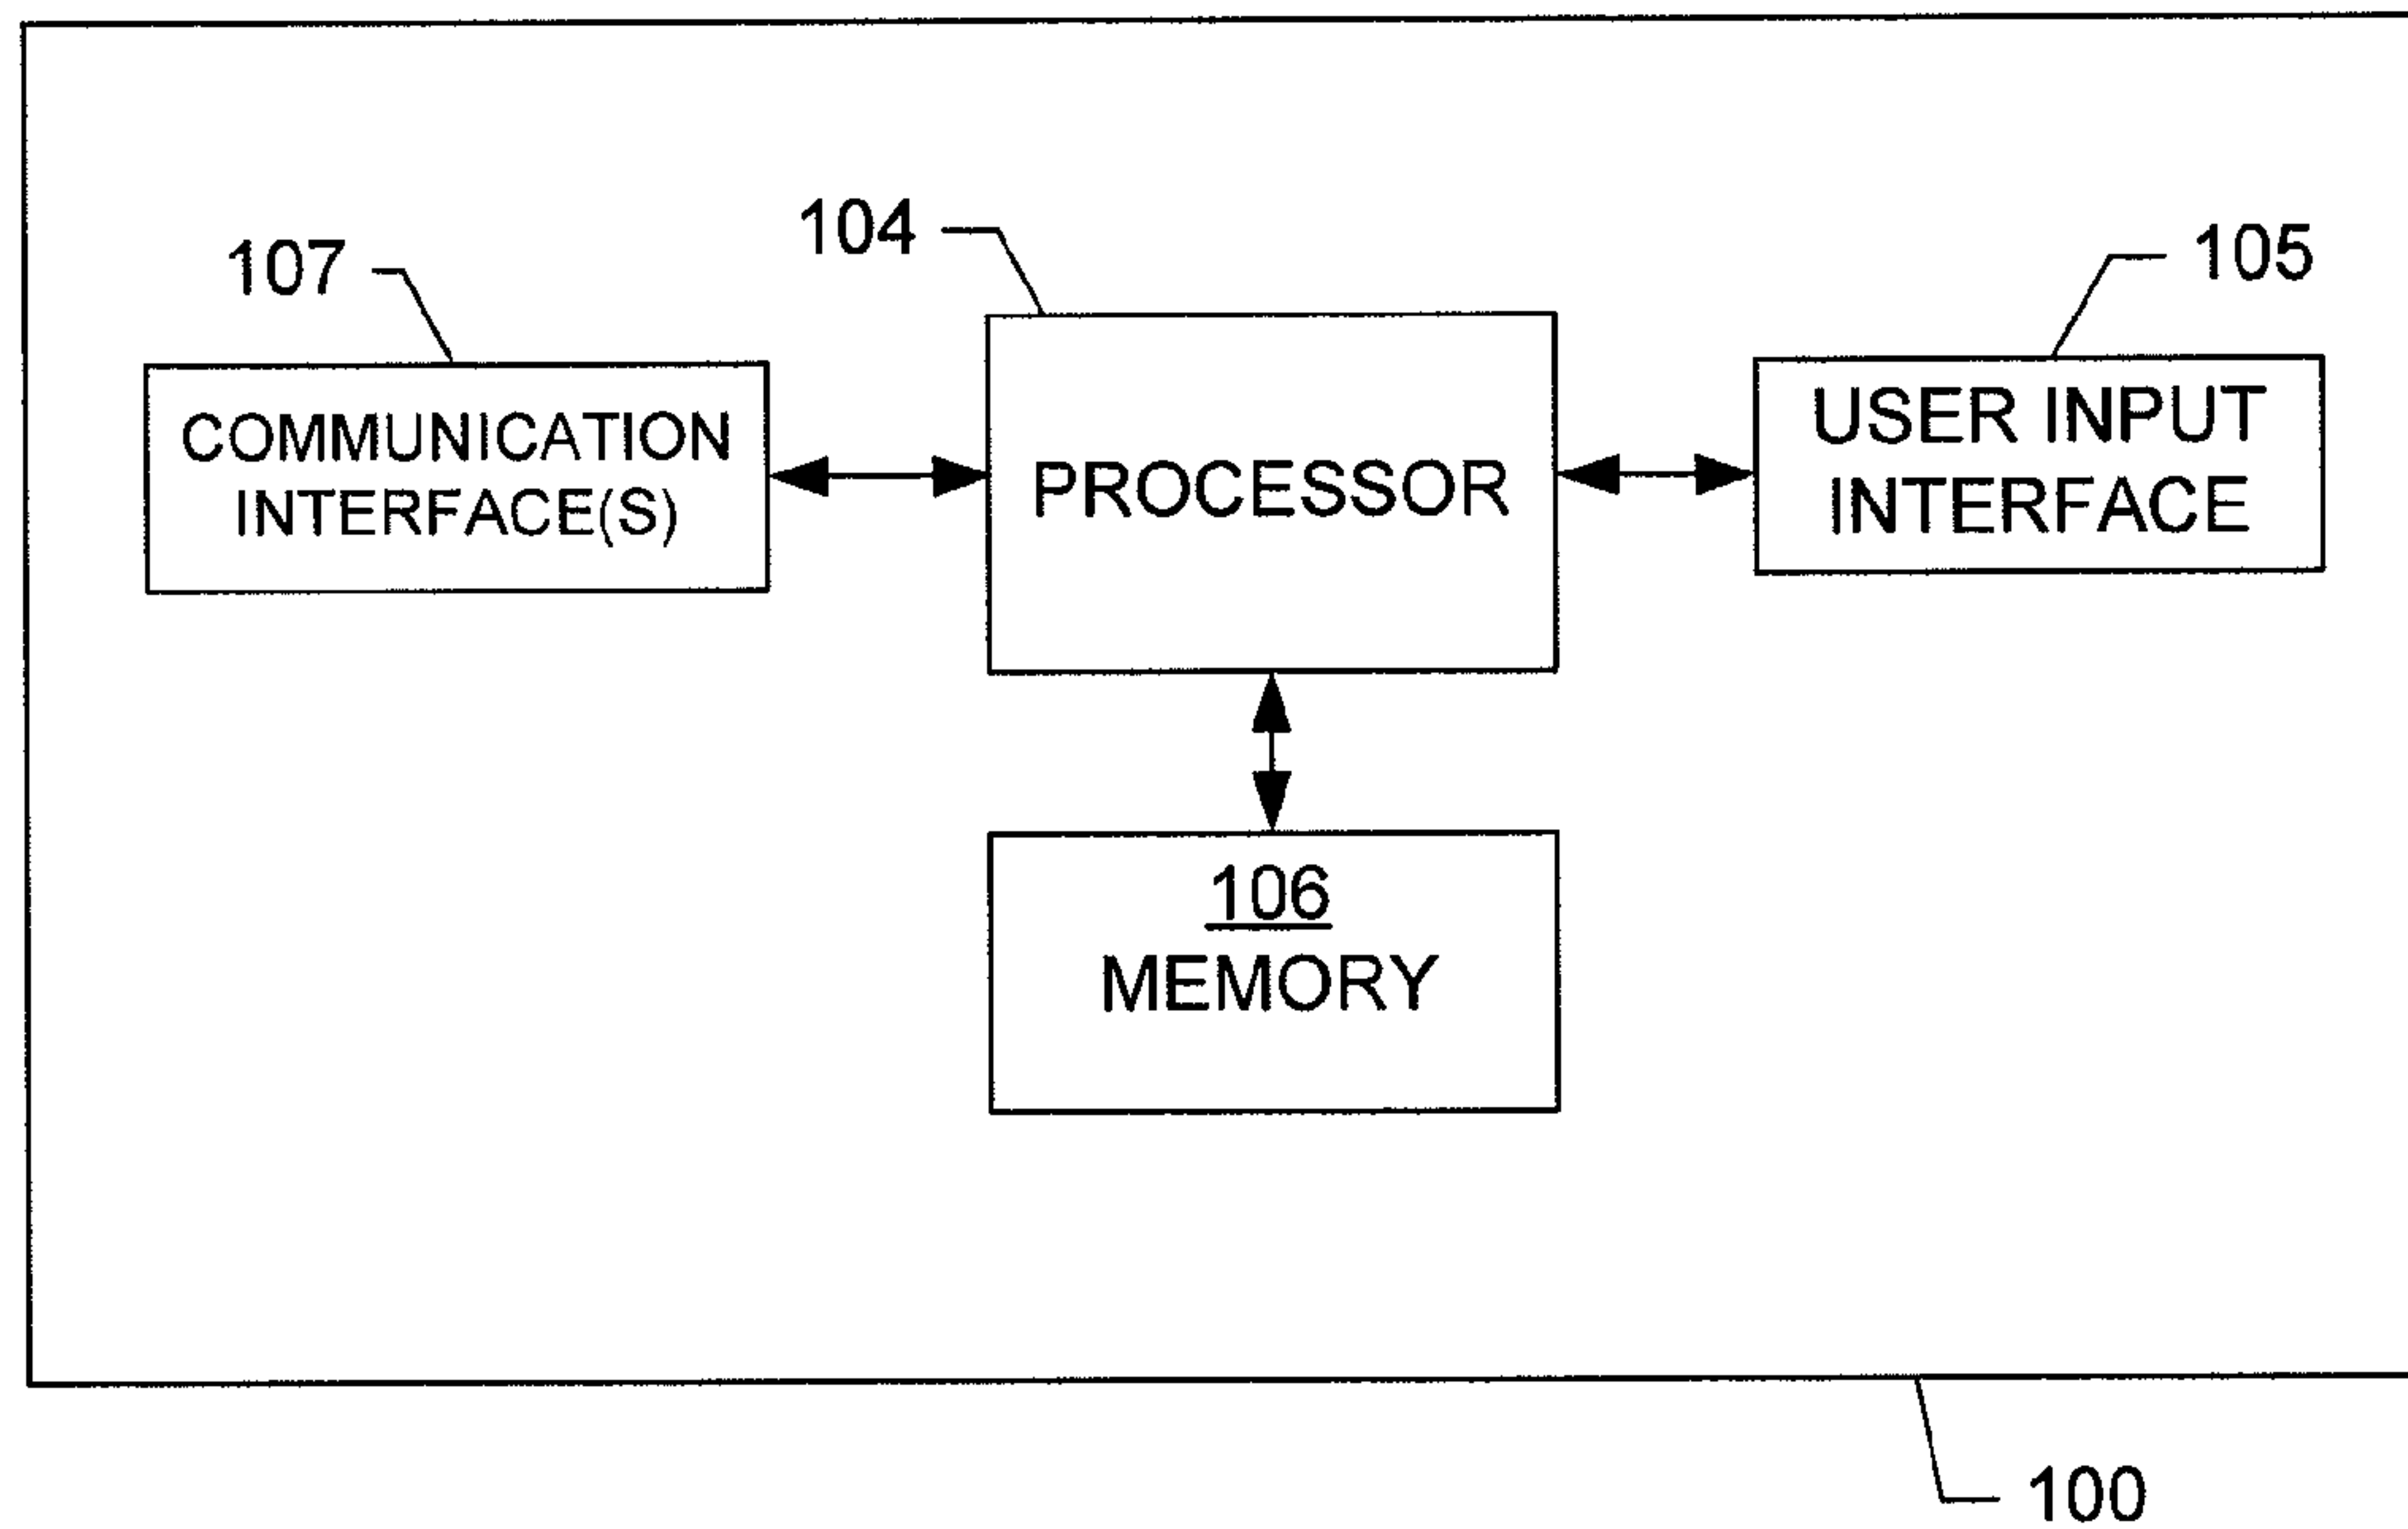 104
107
105
COMMUNICATION
INTERFACE(S)
PROCESSOR
USER INPUT
INTERFACE
106
MEMORY
100